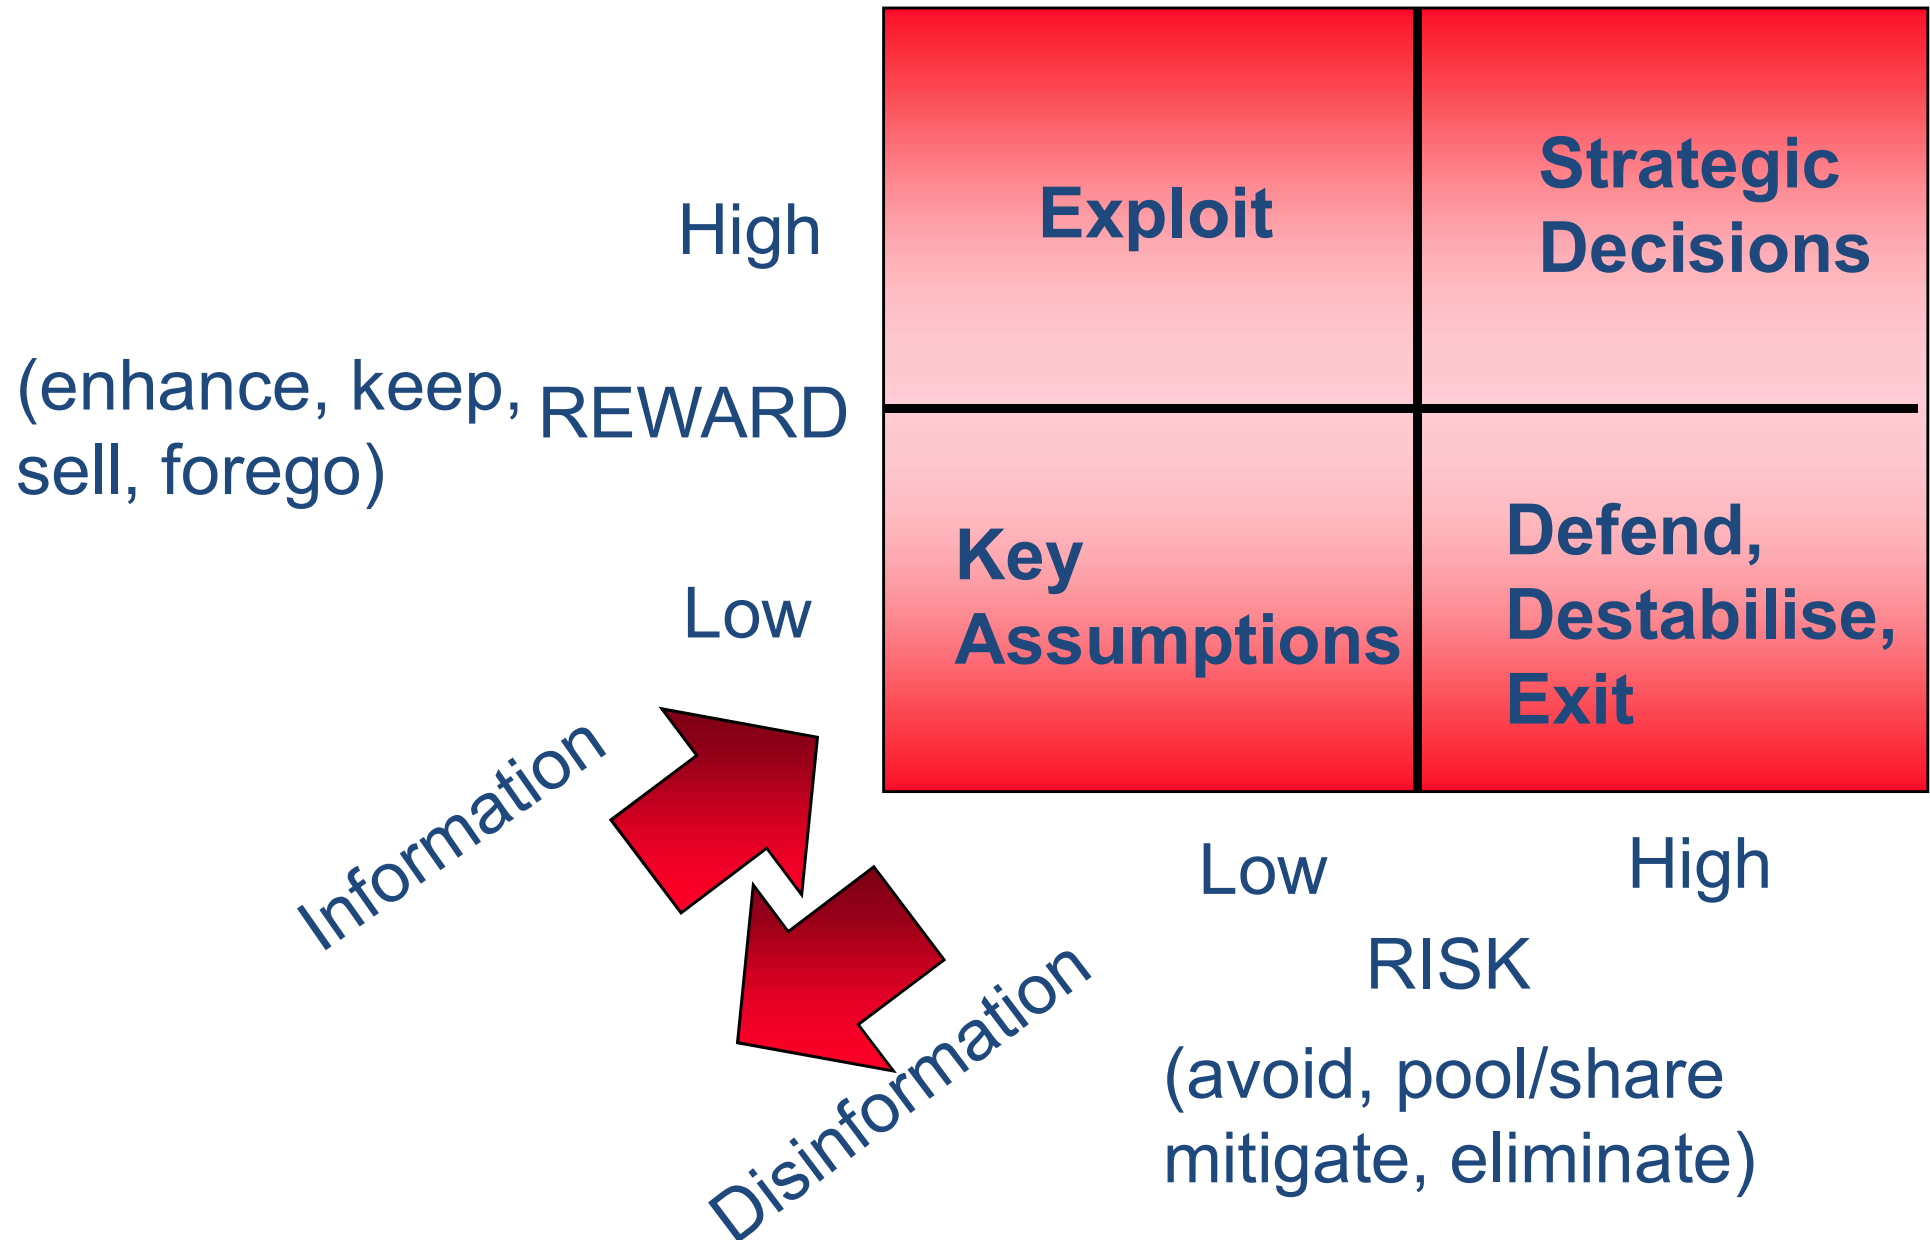 Exploit
Strategic
Decisions
High
(enhance, keep,
sell, forego)
REWARD
Key
Assumptions
Defend,
Destabilise,
Exit
Low
Information
Disinformation
Low
High
RISK
(avoid, pool/share
mitigate, eliminate)